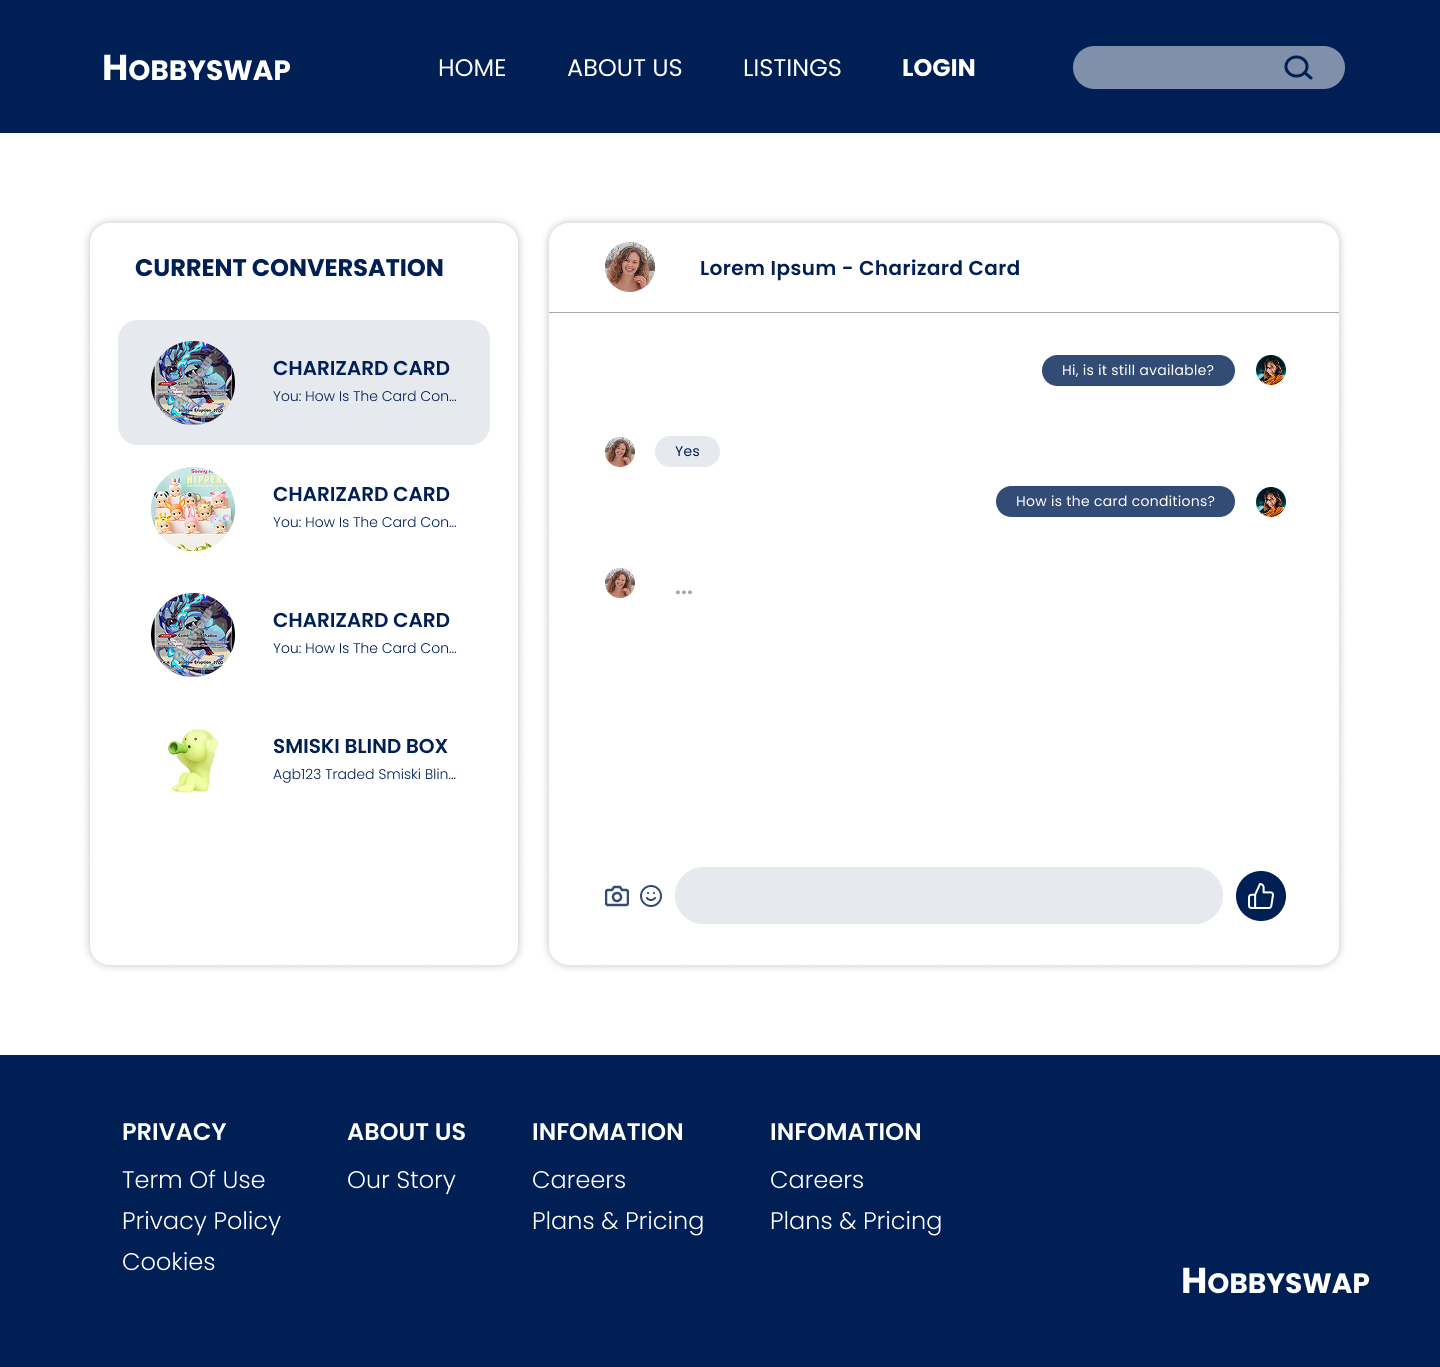 HOBBYSWAP
HOME
ABOUT US
LISTINGS
LOGIN
CURRENT CONVERSATION
CHARIZARD CARD
You: How Is The Card Con...
CHARIZARD CARD
You: How Is The Card Con...
CHARIZARD CARD
You: How Is The Card Con...
SMISKI BLIND BOX
Agb123 Traded Smiski Blin...
Lorem Ipsum - Charizard Card
Hi, is it still available?
Yes
How is the card conditions?
...
PRIVACY
Term Of Use
Privacy Policy
Cookies
ABOUT US
Our Story
INFOMATION
Careers
Plans & Pricing
INFOMATION
Careers
Plans & Pricing
HOBBYSWAP